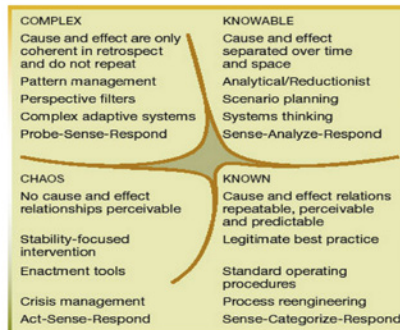 COMPLEX
Cause and effect are only
coherent in retrospect
and do not repeat
Pattern management
Perspective filters
Complex adaptive systems
Probe-Sense-Respond
KNOWABLE
Cause and effect
separated over time
and space
Analytical/Reductionist
Scenario planning
Systems thinking
Sense-Analyze-Respond
CHAOS
No cause and effect
relationships perceivable
Stability-focused
intervention
Enactment tools
Crisis management
Act-Sense-Respond
KNOWN
Cause and effect relations
repeatable, perceivable
and predictable
Legitimate best practice
Standard operating
procedures
Process reengineering
Sense-Categorize-Respond